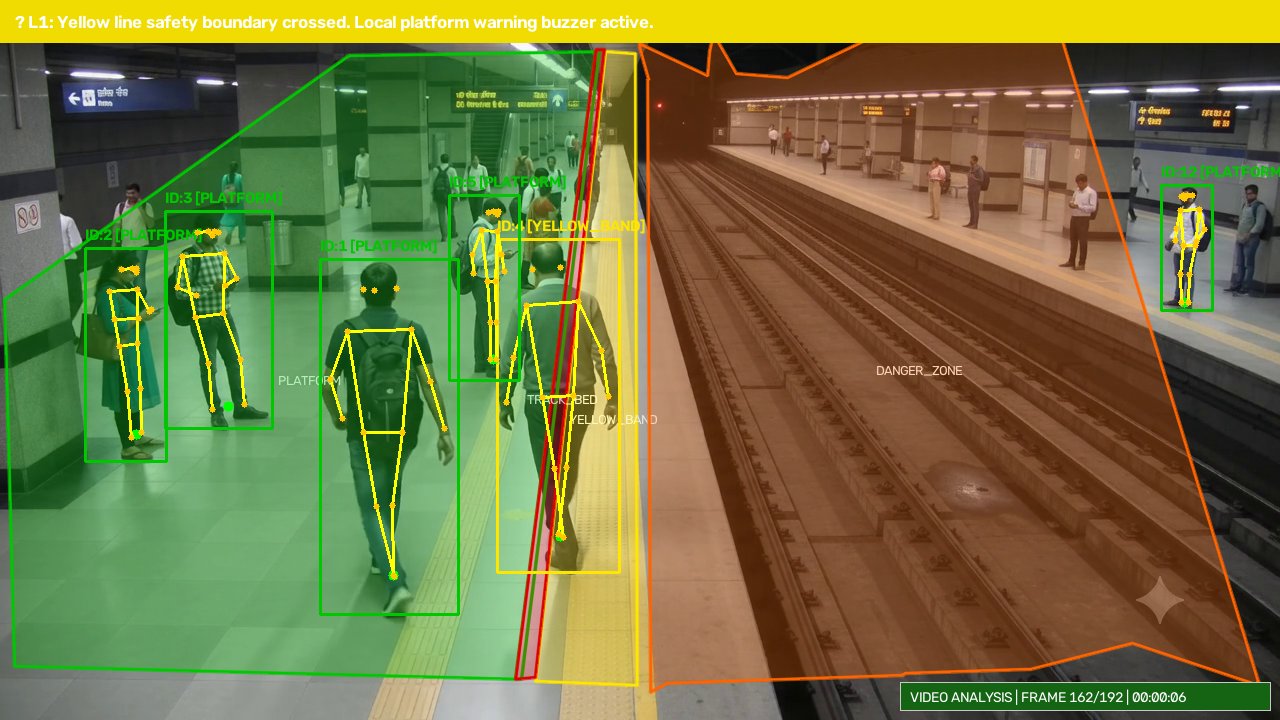 ? L1: Yellow line safety boundary crossed. Local platform warning buzzer active.
ID:3 [PLATFORM]
ID:2 [PLATFORM]
ID:1 [PLATFORM]
ID:5 [PLATFORM]
ID:4 [YELLOW_BAND]
ID:12 [PLATFORM
PLATFORM
TRACK_BED
YELLOW_BAND
DANGER_ZONE
VIDEO ANALYSIS | FRAME 162/192 | 00:00:06